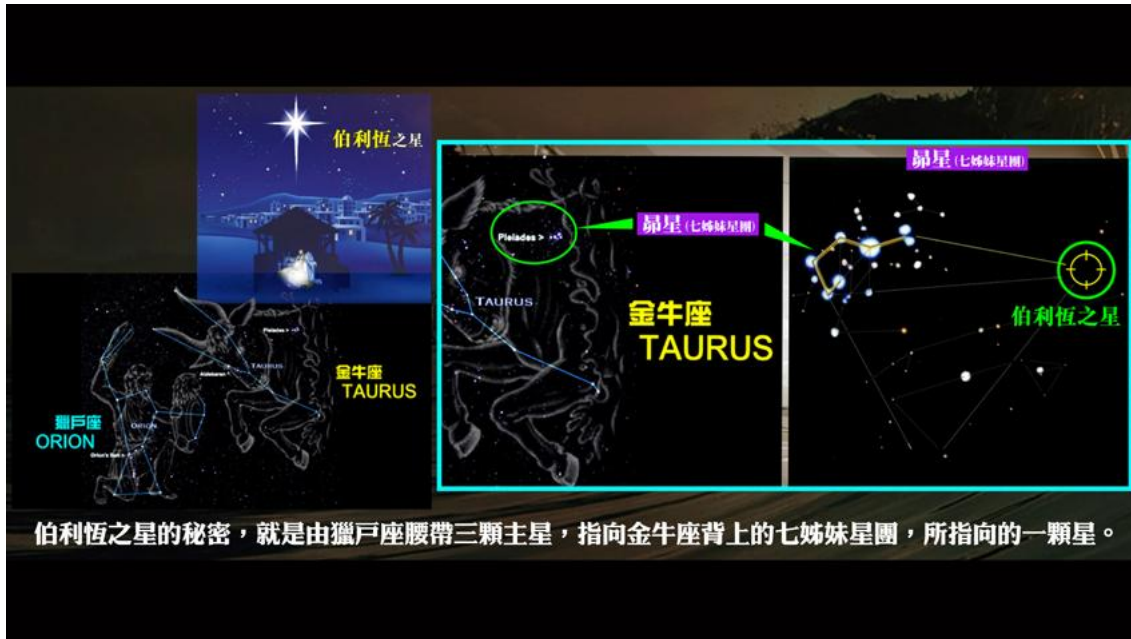 伯利恆之星
昴星(七姊妹星團)
Pleiades >
昴星(七姊妹星團)
TAURUS
金牛座
TAURUS
伯利恆之星
Pleiades >
TAURUS
Aldebaran >
金牛座
TAURUS
獵戶座
ORION
ORION
Orion's Belt >
伯利恆之星的秘密，就是由獵戶座腰帶三顆主星，指向金牛座背上的七姊妹星團，所指向的一顆星。